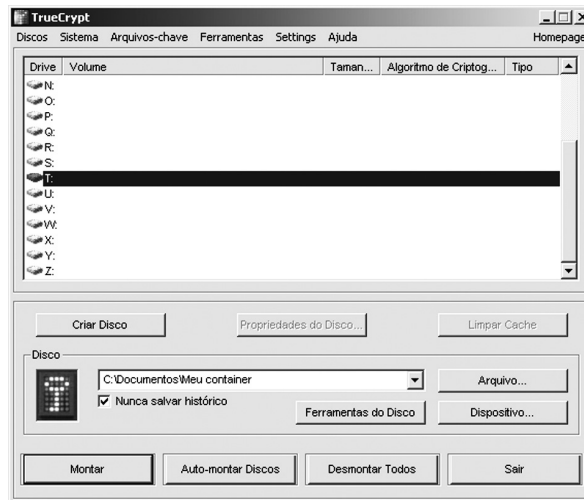 TrueCrypt
Discos Sistema Arquivos-chave Ferramentas Settings Ajuda Homepage
Drive Volume Taman... Algoritmo de Criptog... Tipo
N:
O:
P:
Q:
R:
S:
T:
U:
V:
W:
X:
Y:
Z:
Criar Disco Propriedades do Disco... Limpar Cache
Disco
C:\Documentos\Meu container Arquivo...
Nunca salvar histórico Ferramentas do Disco Dispositivo...
Montar Auto-montar Discos Desmontar Todos Sair